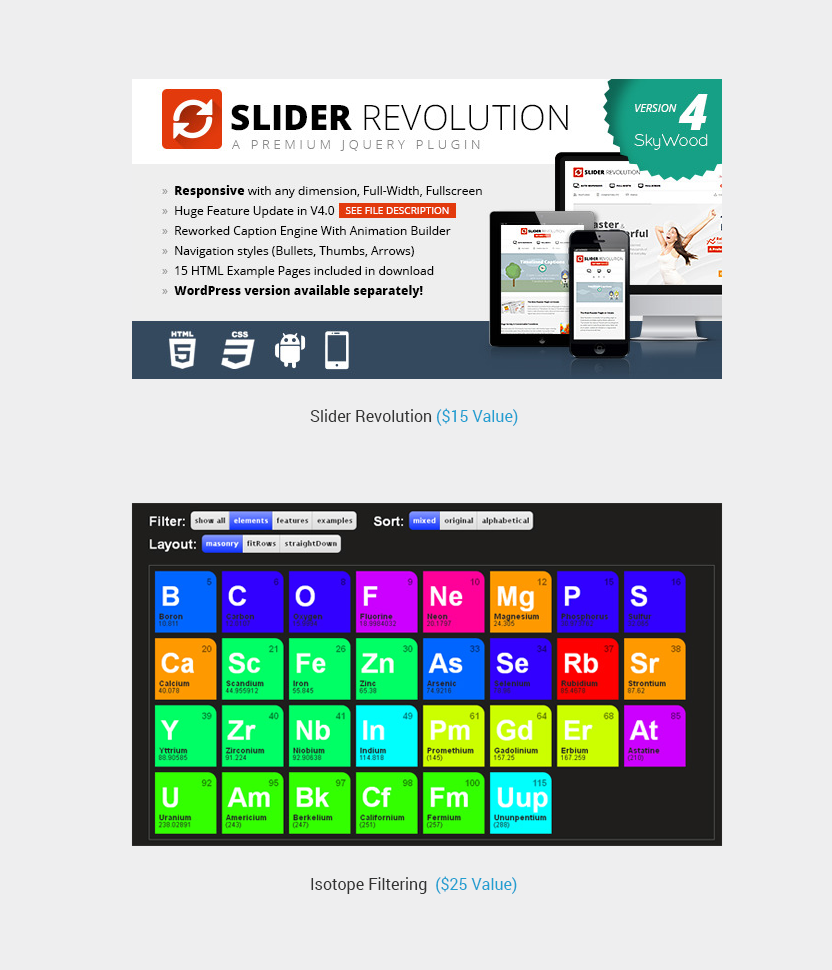 SLIDER REVOLUTION
A PREMIUM JQUERY PLUGIN
VERSION 4
SkyWood
» Responsive with any dimension, Full-Width, Fullscreen
» Huge Feature Update in V4.0 SEE FILE DESCRIPTION
» Reworked Caption Engine With Animation Builder
» Navigation styles (Bullets, Thumbs, Arrows)
» 15 HTML Example Pages included in download
» WordPress version available separately!
SLIDER REVOLUTION
SLIDER REVOLUTION
HTML
5
CSS
3
Slider Revolution ($15 Value)
Filter: show all elements features examples Sort: mixed original alphabetical
Layout: masonry fitRows straightDown
5 6 8 9 10 12 15 16
B C O F Ne Mg P S
Boron Carbon Oxygen Fluorine Neon Magnesium Phosphorus Sulfur
10.811 18.9984032 20.1797 24.305
20 21 26 30 33 34 37 38
Ca Sc Fe Zn As Se Rb Sr
Calcium Scandium Iron Zinc Arsenic Selenium Rubidium Strontium
40.078 44.955912 55.845 65.38 74.9216 85.4678 87.62
39 40 41 49 61 64 68 85
Y Zr Nb In Pm Gd Er At
Yttrium Zirconium Niobium Indium Promethium Gadolinium Erbium Astatine
88.90585 91.224 92.90638 114.818 (145) 157.25 167.259 (210)
92 95 97 98 100 115
U Am Bk Cf Fm Uup
Uranium Americium Berkelium Californium Fermium Ununpentium
238.02891 (243) (247) (251) (257) (288)
Isotope Filtering ($25 Value)